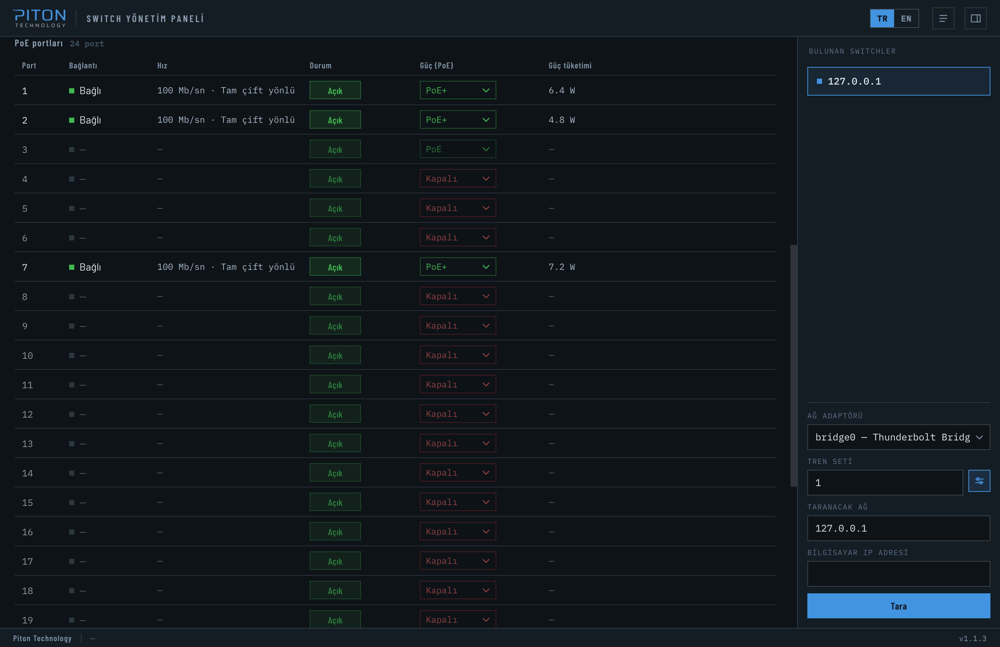 PITON
TECHNOLOGY
SWITCH YÖNETİM PANELİ
TR EN
PoE portları 24 port
Port Bağlantı Hız Durum Güç (PoE) Güç tüketimi
1 Bağlı 100 Mb/sn · Tam çift yönlü Açık PoE+ 6.4 W
2 Bağlı 100 Mb/sn · Tam çift yönlü Açık PoE+ 4.8 W
3 — — Açık PoE —
4 — — Açık Kapalı —
5 — — Açık Kapalı —
6 — — Açık Kapalı —
7 Bağlı 100 Mb/sn · Tam çift yönlü Açık PoE+ 7.2 W
8 — — Açık Kapalı —
9 — — Açık Kapalı —
10 — — Açık Kapalı —
11 — — Açık Kapalı —
12 — — Açık Kapalı —
13 — — Açık Kapalı —
14 — — Açık Kapalı —
15 — — Açık Kapalı —
16 — — Açık Kapalı —
17 — — Açık Kapalı —
18 — — Açık Kapalı —
19 — — Açık Kapalı —
BULUNAN SWITCHLER
127.0.0.1
AĞ ADAPTÖRÜ
bridge0 — Thunderbolt Bridg
TREN SETİ
1
TARANACAK AĞ
127.0.0.1
BİLGİSAYAR IP ADRESİ
Tara
Piton Technology —
v1.1.3